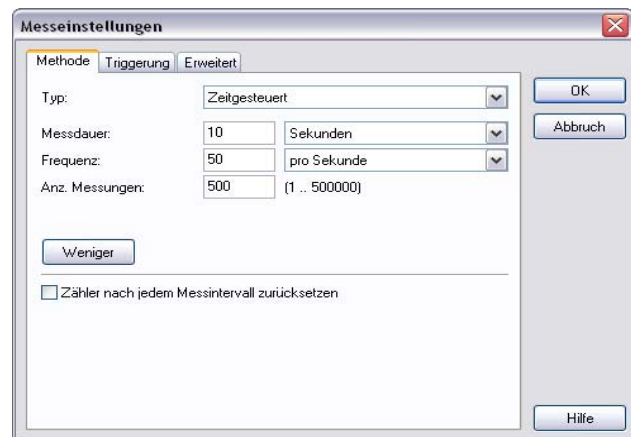 Messeinstellungen
Methode Triggerung Erweitert
Typ: Zeitgesteuert
OK
Messdauer: 10 Sekunden
Abbruch
Frequenz: 50 pro Sekunde
Anz. Messungen: 500 (1 .. 500000)
Weniger
Zähler nach jedem Messintervall zurücksetzen
Hilfe